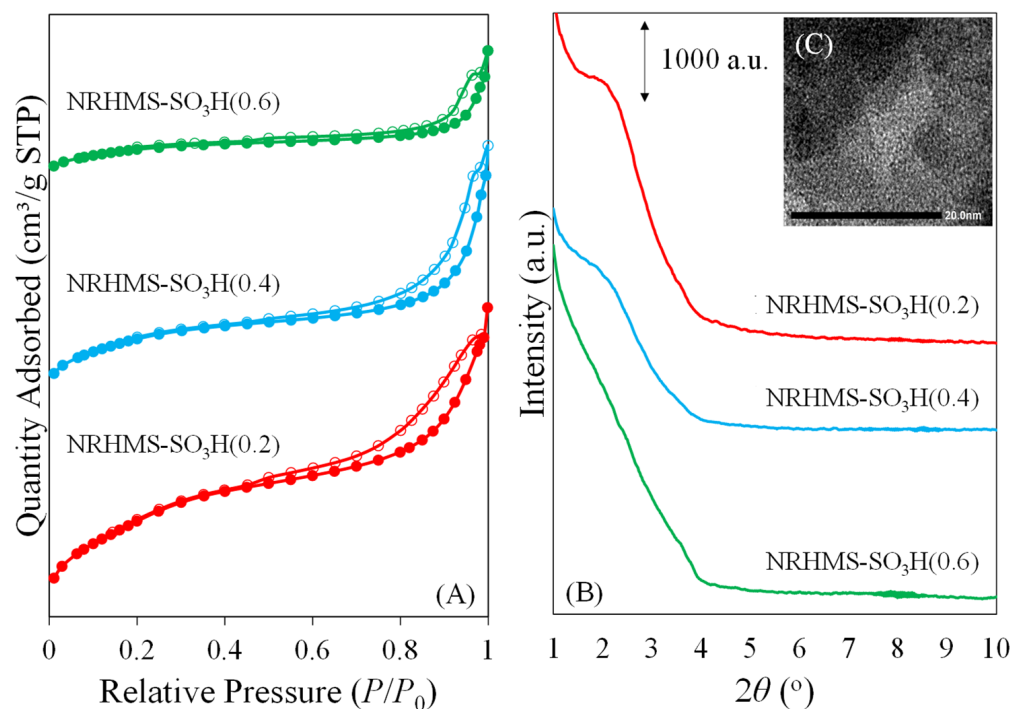 Quantity Adsorbed (cm³/g STP)
NRHMS-SO₃H(0.6)
NRHMS-SO₃H(0.4)
NRHMS-SO₃H(0.2)
(A)
0 0.2 0.4 0.6 0.8 1
Relative Pressure (P/P₀)
Intensity (a.u.)
1000 a.u.
(C)
20.0nm
NRHMS-SO₃H(0.2)
NRHMS-SO₃H(0.4)
NRHMS-SO₃H(0.6)
(B)
1 2 3 4 5 6 7 8 9 10
2θ (°)